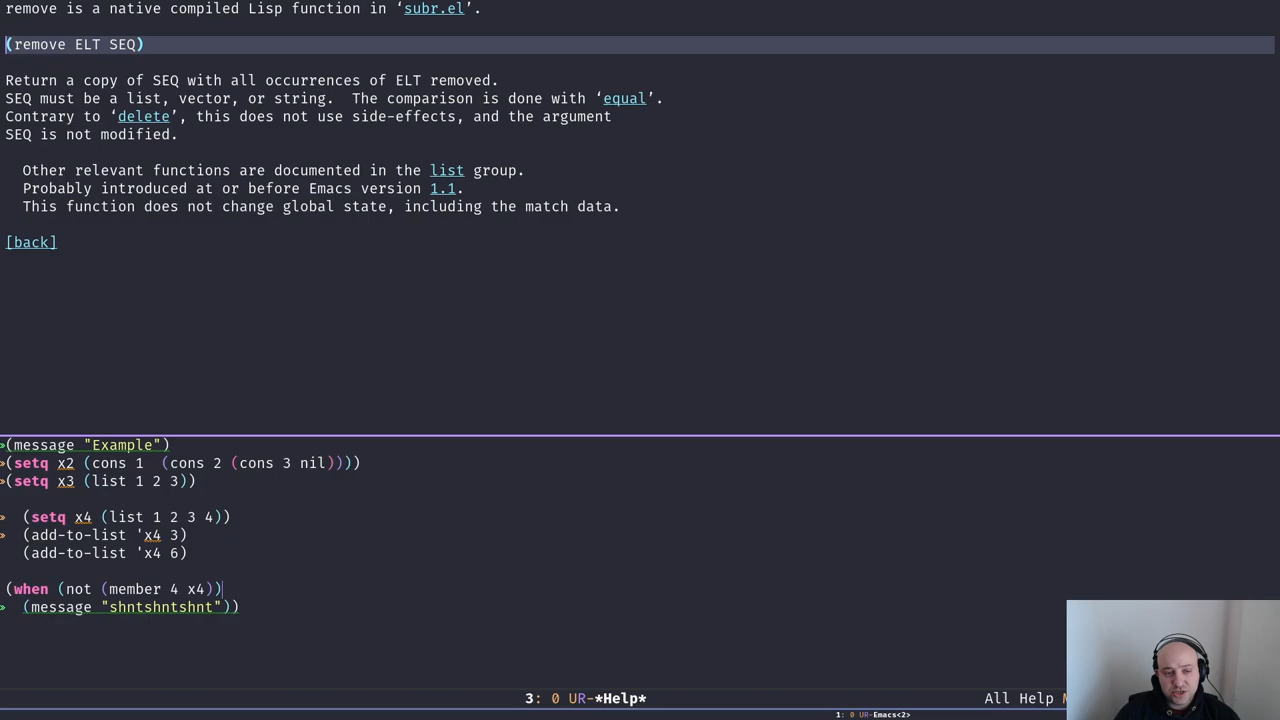 remove is a native compiled Lisp function in ‘subr.el’.
(remove ELT SEQ)
Return a copy of SEQ with all occurrences of ELT removed.
SEQ must be a list, vector, or string.  The comparison is done with ‘equal’.
Contrary to ‘delete’, this does not use side-effects, and the argument
SEQ is not modified.
Other relevant functions are documented in the list group.
Probably introduced at or before Emacs version 1.1.
This function does not change global state, including the match data.
[back]
(message "Example")
(setq x2 (cons 1  (cons 2 (cons 3 nil))))
(setq x3 (list 1 2 3))
(setq x4 (list 1 2 3 4))
(add-to-list 'x4 3)
(add-to-list 'x4 6)
(when (not (member 4 x4))
(message "shntshntshnt"))
3: 0 UR-*Help* All Help
1: 0 UR-Emacs<2>